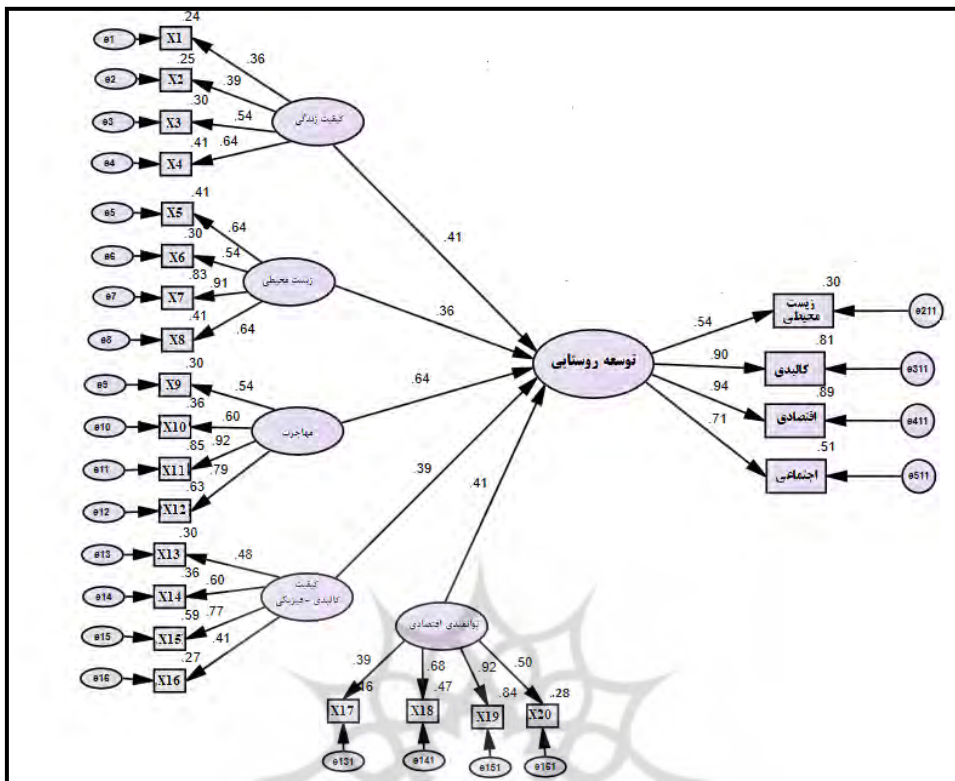 .24
e1
X1
.36
.25
e2
X2
.39
.30
e3
X3
.54
.41
e4
X4
.64
کیفیت زندگی
.41
.41
e5
X5
.64
.30
e6
X6
.54
.83
e7
X7
.91
.41
e8
X8
.64
زیست محیطی
.36
.30
e9
X9
.54
.36
e10
X10
.60
.85
e11
X11
.92
.63
e12
X12
.79
مهاجرت
.64
.30
e13
X13
.48
.36
e14
X14
.60
.59
e15
X15
.77
.27
e16
X16
.41
کیفیت
کالبدی -فیزیکی
.39
توانمندی اقتصادی
.41
.39
.68
.92
.50
.47
.84
.28
X17
X18
X19
X20
e131
e141
e151
e161
توسعه روستایی
.54
.90
.94
.71
.30
زیست
محیطی
e211
.81
کالبدی
e311
.89
اقتصادی
e411
.51
اجتماعی
e511